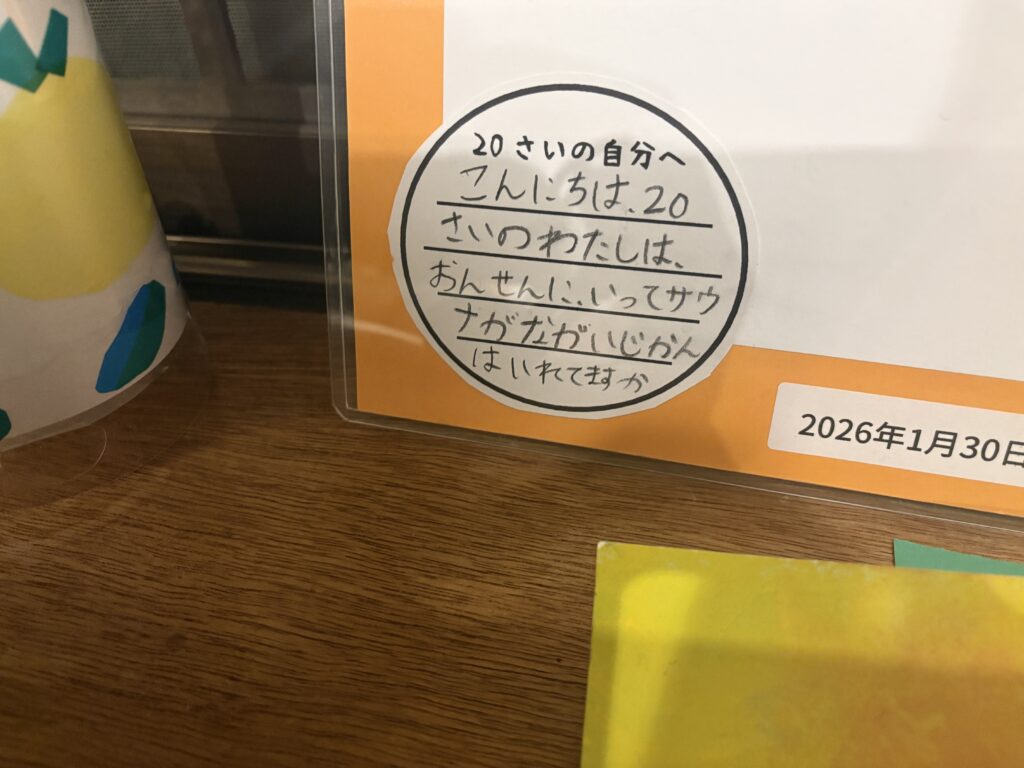 20さいの自分へ
こんにちは、20
さいのわたしは、
おんせんに、いってサウ
ナがながいじかん
はいれてますか
2026年1月30日